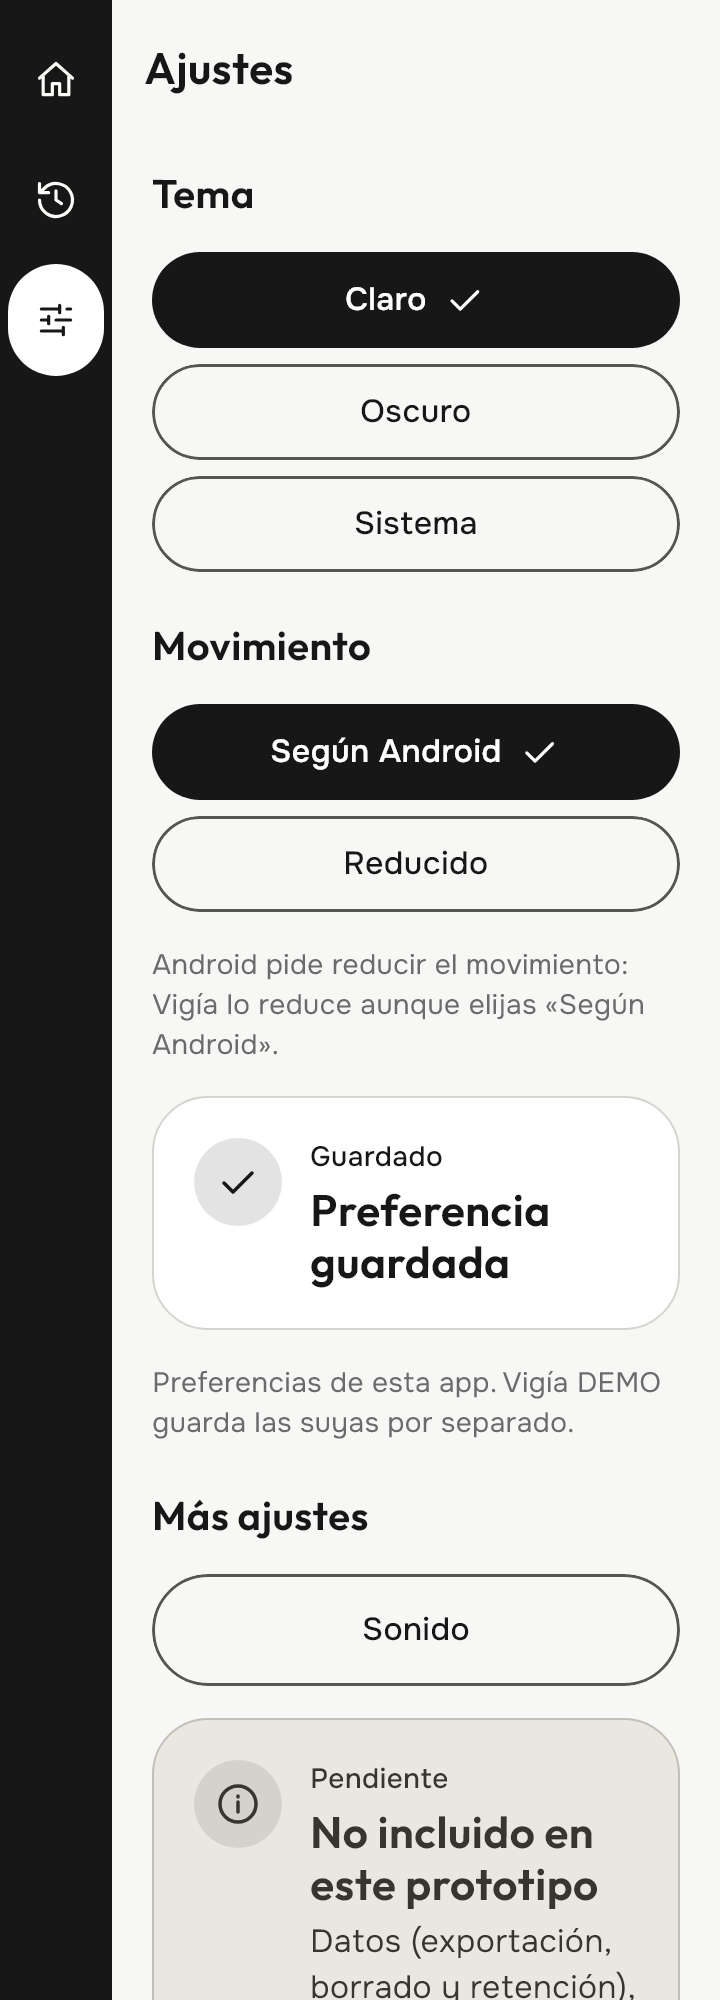 Ajustes
Tema
Claro
Oscuro
Sistema
Movimiento
Según Android
Reducido
Android pide reducir el movimiento:
Vigía lo reduce aunque elijas «Según
Android».
Guardado
Preferencia
guardada
Preferencias de esta app. Vigía DEMO
guarda las suyas por separado.
Más ajustes
Sonido
Pendiente
No incluido en
este prototipo
Datos (exportación,
borrado y retención),